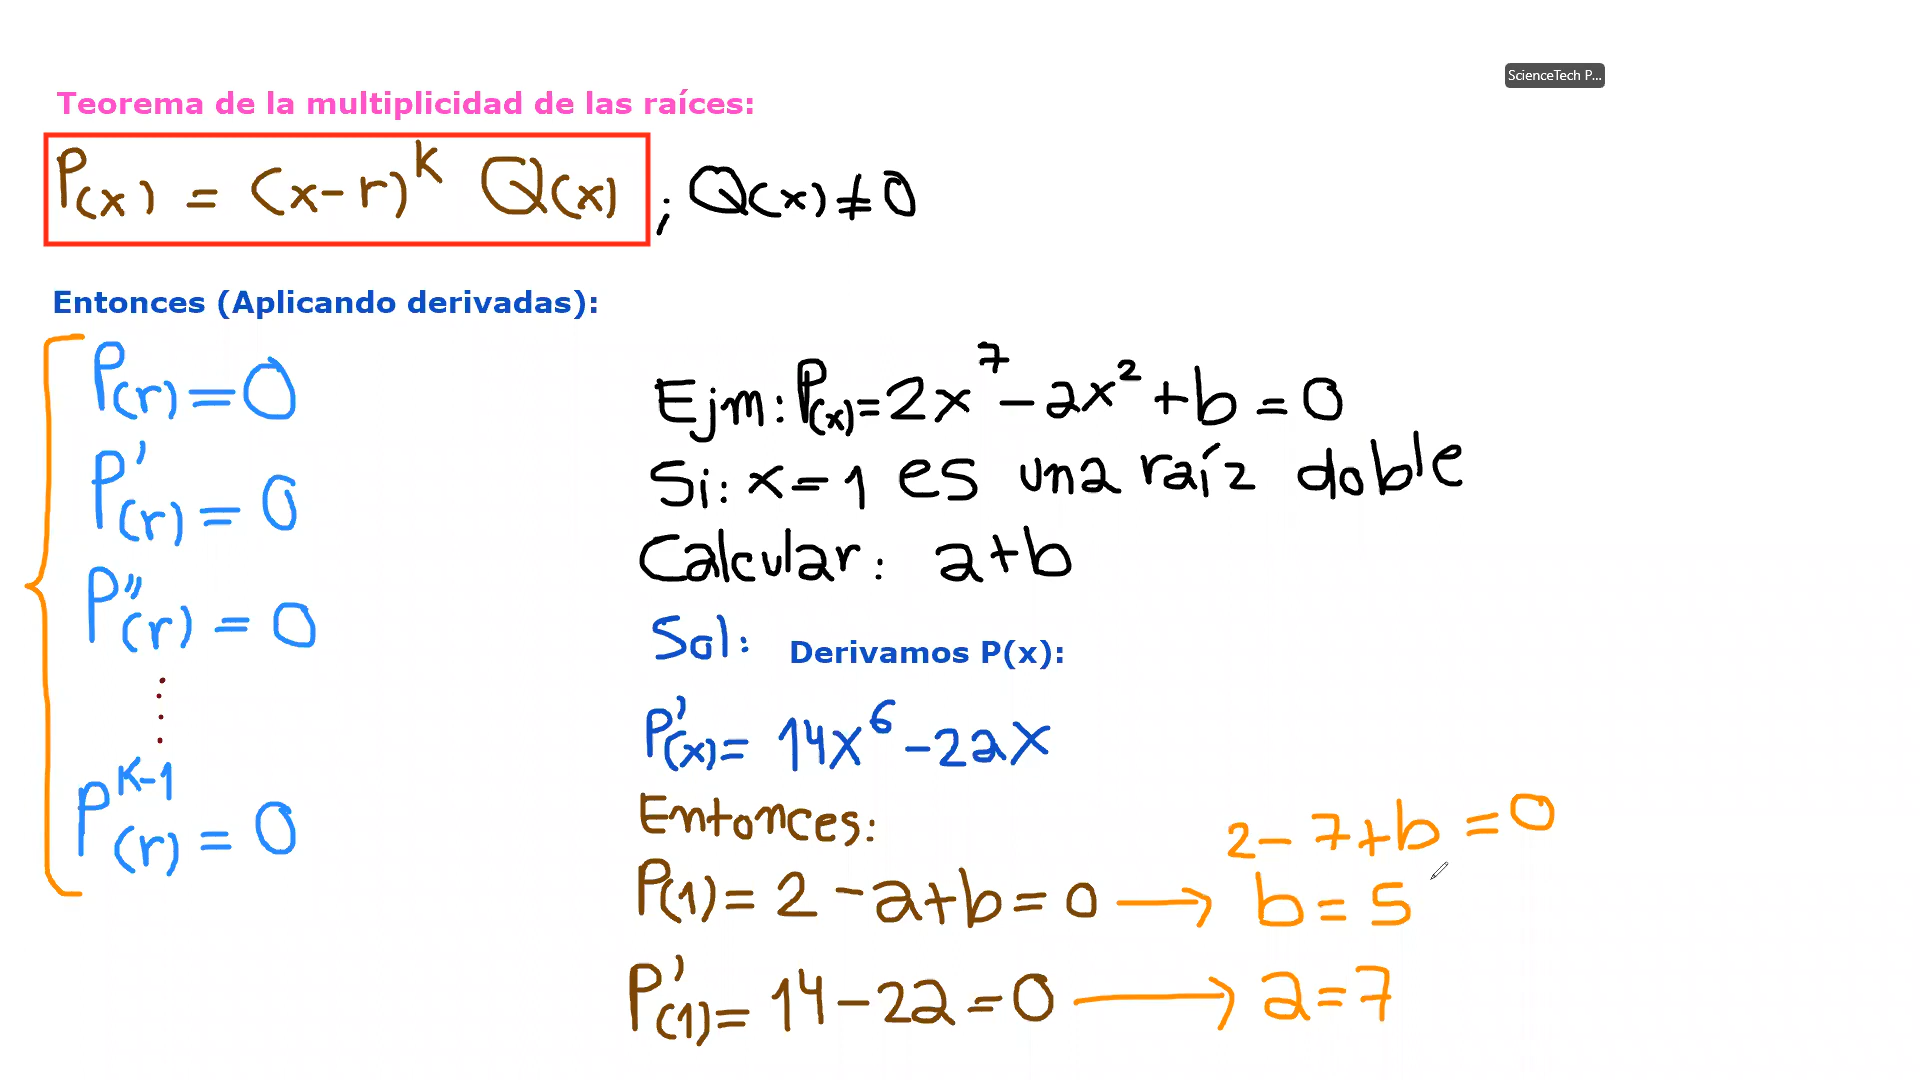 ScienceTech P...
Teorema de la multiplicidad de las raíces:
P(x) = (x-r)^k Q(x) ; Q(x) ≠ 0
Entonces (Aplicando derivadas):
P(r) = 0
P'(r) = 0
P''(r) = 0
P^{K-1}(r) = 0
Ejm: P(x) = 2x^7 - ax^2 + b = 0
Si: x = 1 es una raíz doble
Calcular: a+b
Sol: Derivamos P(x):
P'(x) = 14x^6 - 2ax
Entonces:
2 - 7 + b = 0
P(1) = 2 - a + b = 0 → b = 5
P'(1) = 14 - 2a = 0 → a = 7